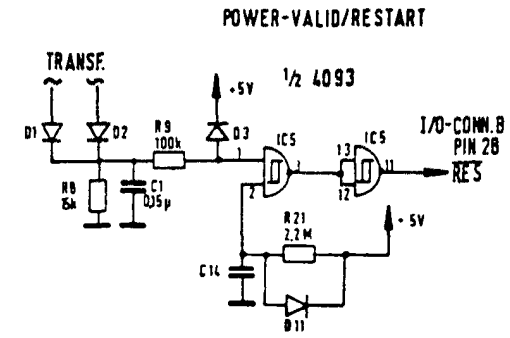 POWER-VALID/RESTART
TRANSF.
+5V
1/2 4093
D1
D2
R9
100k
D3
IC5
IC5
I/O-CONN.B
PIN 28
RES
1
3
13
11
12
2
R8
15k
C1
0,15µ
R21
2,2M
+5V
C14
D11